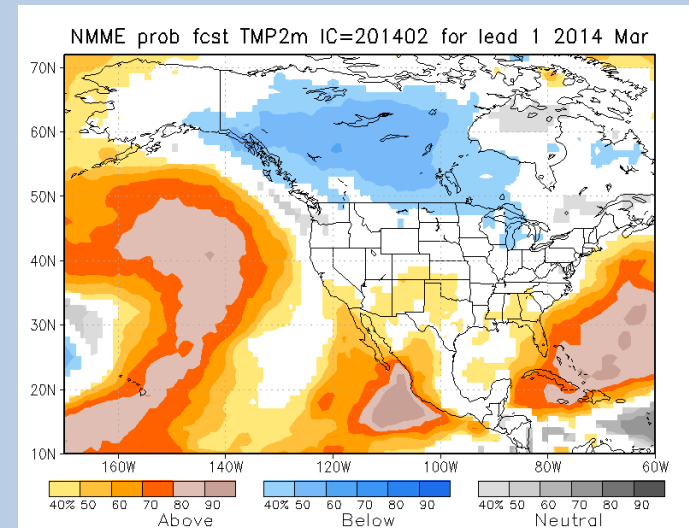 NMME prob fcst TMP2m IC=201402 for lead 1 2014 Mar
70N
60N
50N
40N
30N
20N
10N
160W 140W 120W 100W 80W 60W
40% 50 60 70 80 90 40% 50 60 70 80 90 40% 50 60 70 80 90
Above Below Neutral